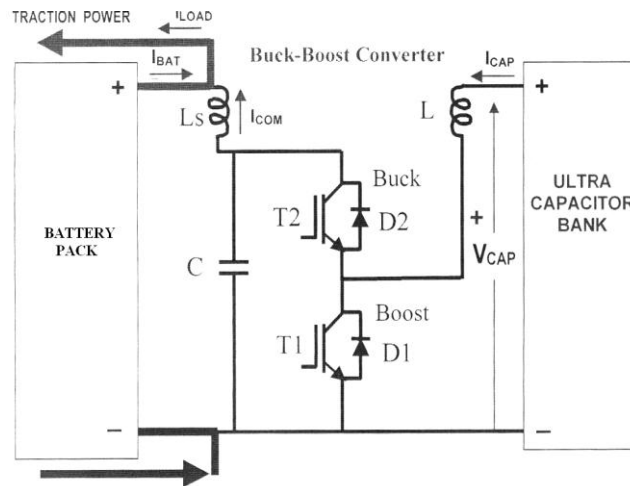 TRACTION POWER
ILOAD
IBAT
Buck-Boost Converter
ICAP
+
+
Ls
ICOM
L
Buck
ULTRA
CAPACITOR
BANK
T2
D2
BATTERY
PACK
+
VCAP
C
Boost
T1
D1
–
–